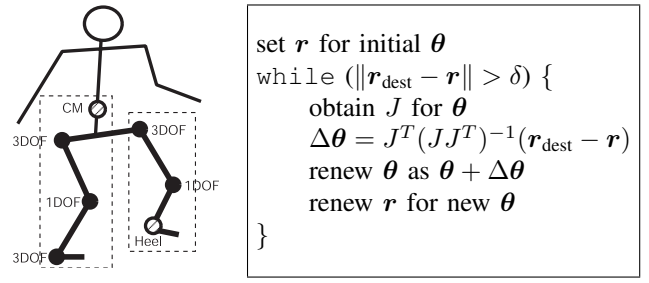 CM
3DOF
3DOF
1DOF
1DOF
Heel
3DOF
set r for initial θ
while (‖r_dest − r‖ > δ) {
obtain J for θ
Δθ = J^T(JJ^T)^{-1}(r_dest − r)
renew θ as θ + Δθ
renew r for new θ
}